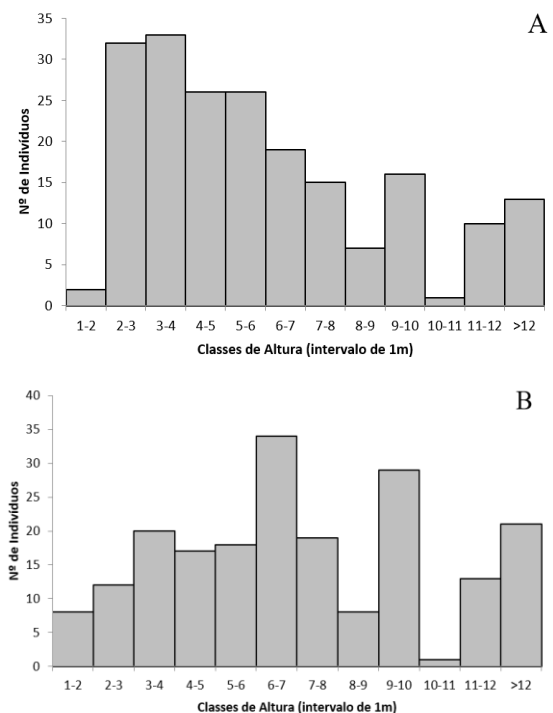 A
35
30
25
20
15
10
5
0
Nº de Indivíduos
1-2 2-3 3-4 4-5 5-6 6-7 7-8 8-9 9-10 10-11 11-12 >12
Classes de Altura (intervalo de 1m)
B
40
35
30
25
20
15
10
5
0
Nº de Indivíduos
1-2 2-3 3-4 4-5 5-6 6-7 7-8 8-9 9-10 10-11 11-12 >12
Classes de Altura (intervalo de 1m)